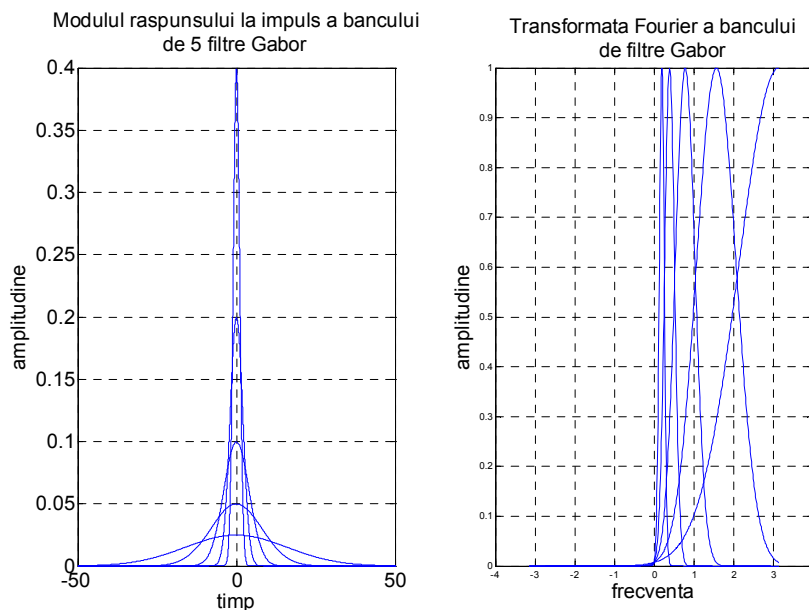 Modulul raspunsului la impuls a bancului
de 5 filtre Gabor
0.4
0.35
0.3
0.25
0.2
0.15
0.1
0.05
0
-50 0 50
amplitudine
timp
Transformata Fourier a bancului
de filtre Gabor
1
0.9
0.8
0.7
0.6
0.5
0.4
0.3
0.2
0.1
0
-4 -3 -2 -1 0 1 2 3 4
amplitudine
frecventa